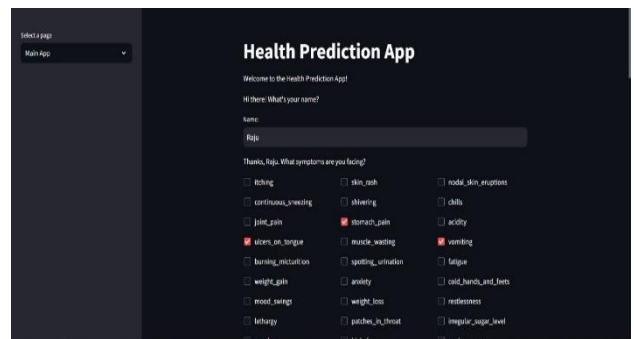 Select a page
Main App
Health Prediction App
Welcome to the Health Prediction App!
Hi there! What's your name?
Name:
Raju
Thanks, Raju. What symptoms are you facing?
itching skin_rash nodal_skin_eruptions
continuous_sneezing shivering chills
joint_pain stomach_pain acidity
ulcers_on_tongue muscle_wasting vomiting
burning_micturition spotting_ urination fatigue
weight_gain anxiety cold_hands_and_feets
mood_swings weight_loss restlessness
lethargy patches_in_throat irregular_sugar_level